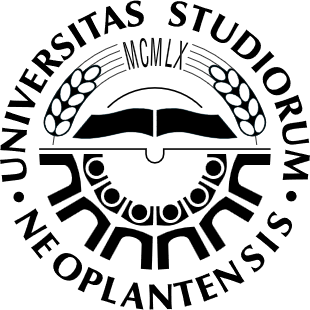 UNIVERSITAS STUDIORUM
MCMLX
• NEOPLANTENSIS •